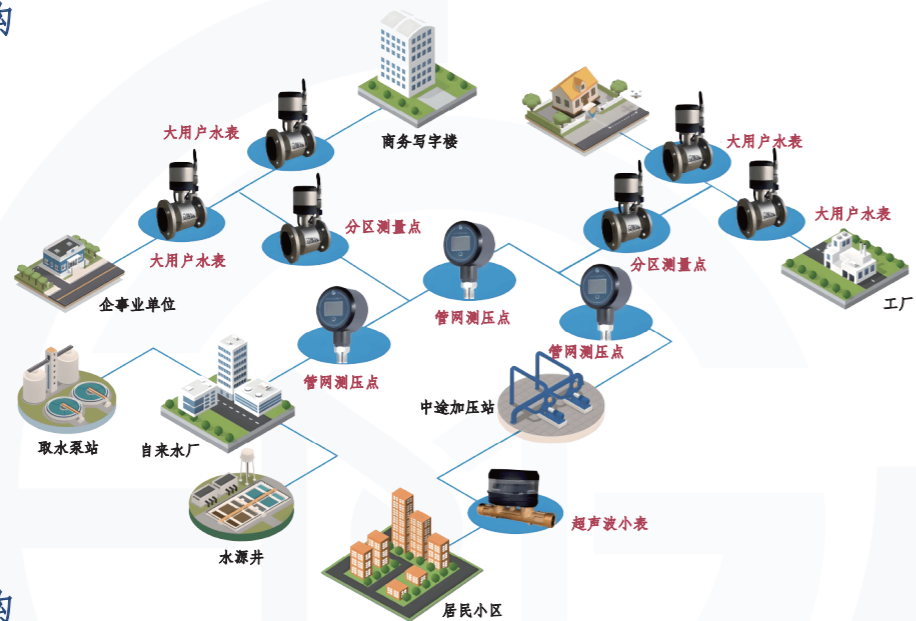 构
大用户水表
商务写字楼
大用户水表
大用户水表
分区测量点
大用户水表
分区测量点
企事业单位
工厂
管网测压点
管网测压点
管网测压点
中途加压站
取水泵站
自来水厂
超声波小表
水源井
构
居民小区